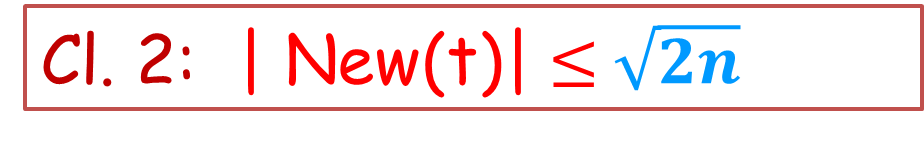 Cl. 2: | New(t)| ≤ √2n